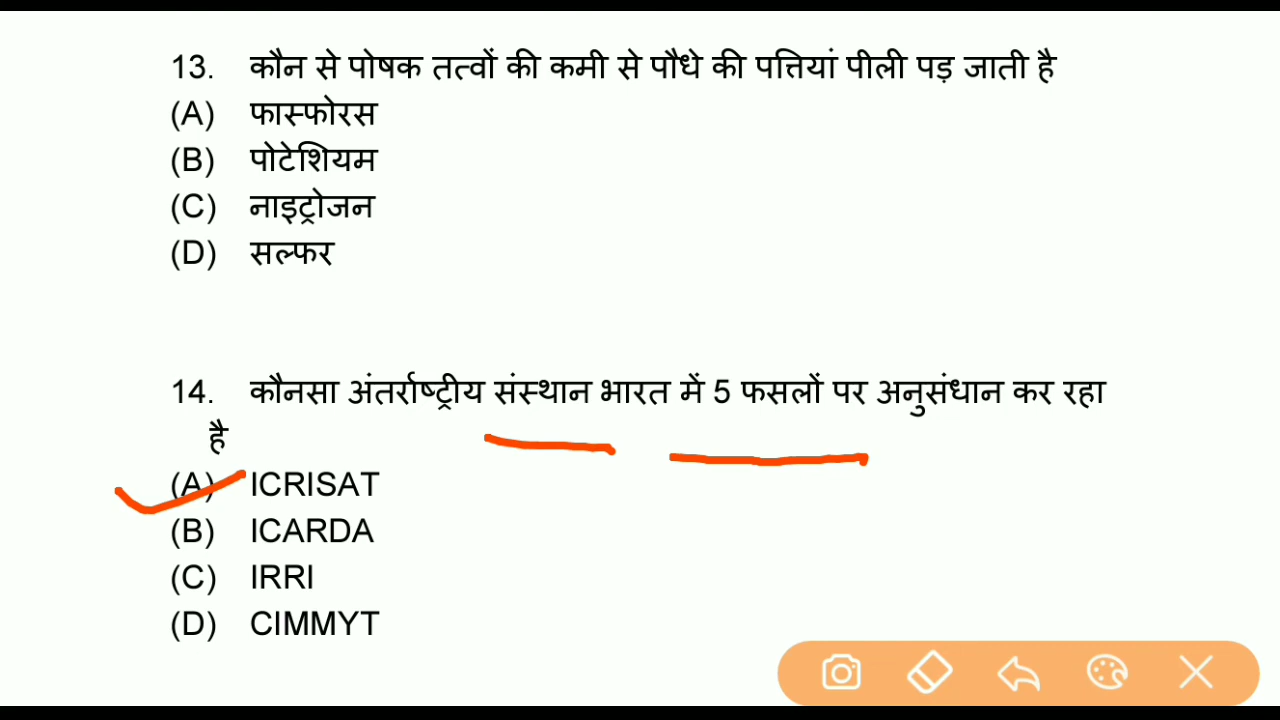 13. कौन से पोषक तत्वों की कमी से पौधे की पत्तियां पीली पड़ जाती है
(A) फास्फोरस
(B) पोटेशियम
(C) नाइट्रोजन
(D) सल्फर
14. कौनसा अंतर्राष्ट्रीय संस्थान भारत में 5 फसलों पर अनुसंधान कर रहा
है
(A) ICRISAT
(B) ICARDA
(C) IRRI
(D) CIMMYT